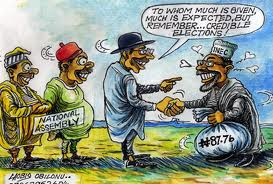 TO WHOM MUCH IS GIVEN,
MUCH IS EXPECTED, BUT
REMEMBER... CREDIBLE
ELECTIONS!
INEC
NATIONAL
ASSEMBLY
#87.7b